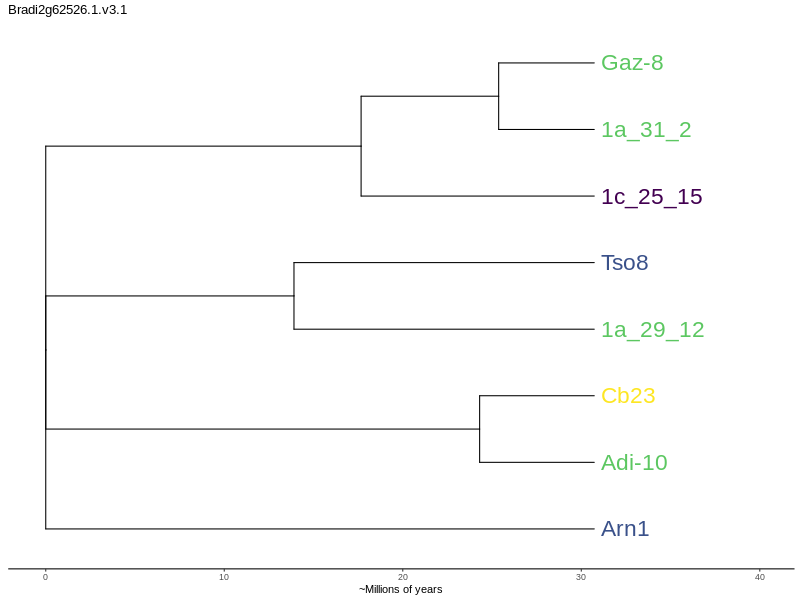 Bradi2g62526.1.v3.1
Gaz-8
1a_31_2
1c_25_15
Tso8
1a_29_12
Cb23
Adi-10
Arn1
0 10 20 30 40
~Millions of years